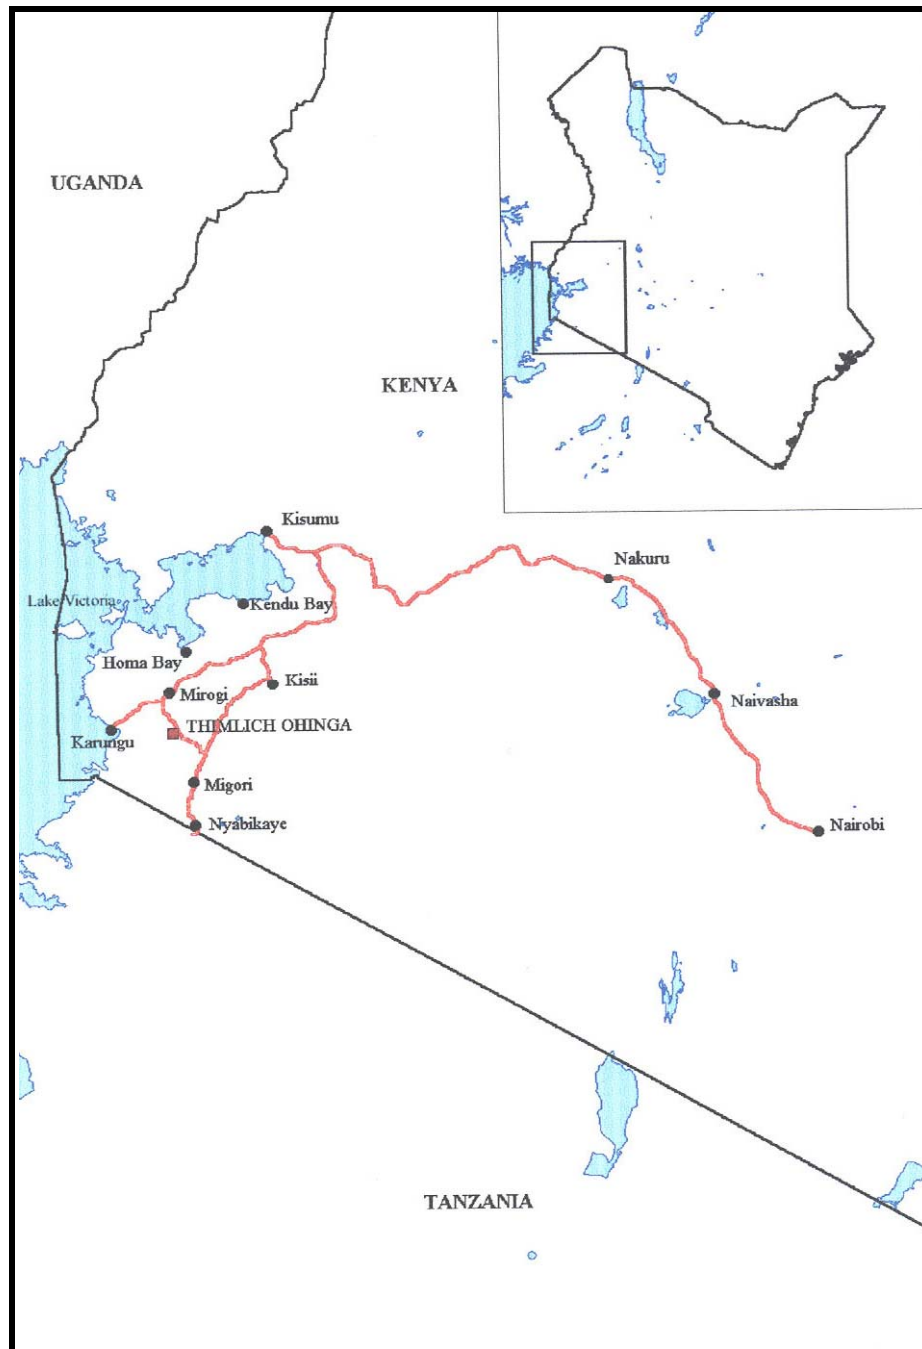 UGANDA
KENYA
Kisumu
Nakuru
Lake Victoria
Kendu Bay
Homa Bay
Kisii
Mirogi
Naivasha
THIMLICH OHINGA
Karungu
Migori
Nyabikaye
Nairobi
TANZANIA